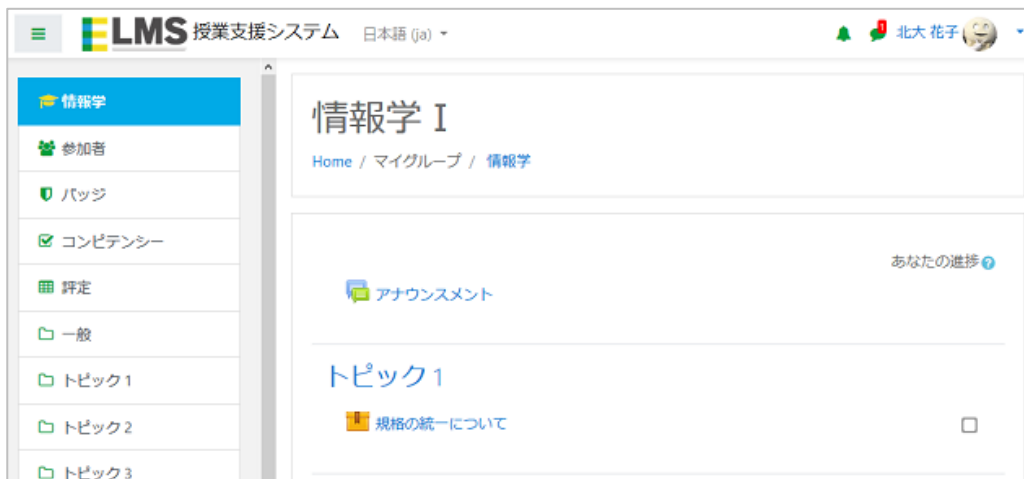 ELMS 授業支援システム 日本語 (ja) 1 北大 花子
情報学
参加者
バッジ
コンピテンシー
評定
一般
トピック 1
トピック 2
トピック 3
情報学 I
Home / マイグループ / 情報学
あなたの進捗
アナウンスメント
トピック 1
規格の統一について